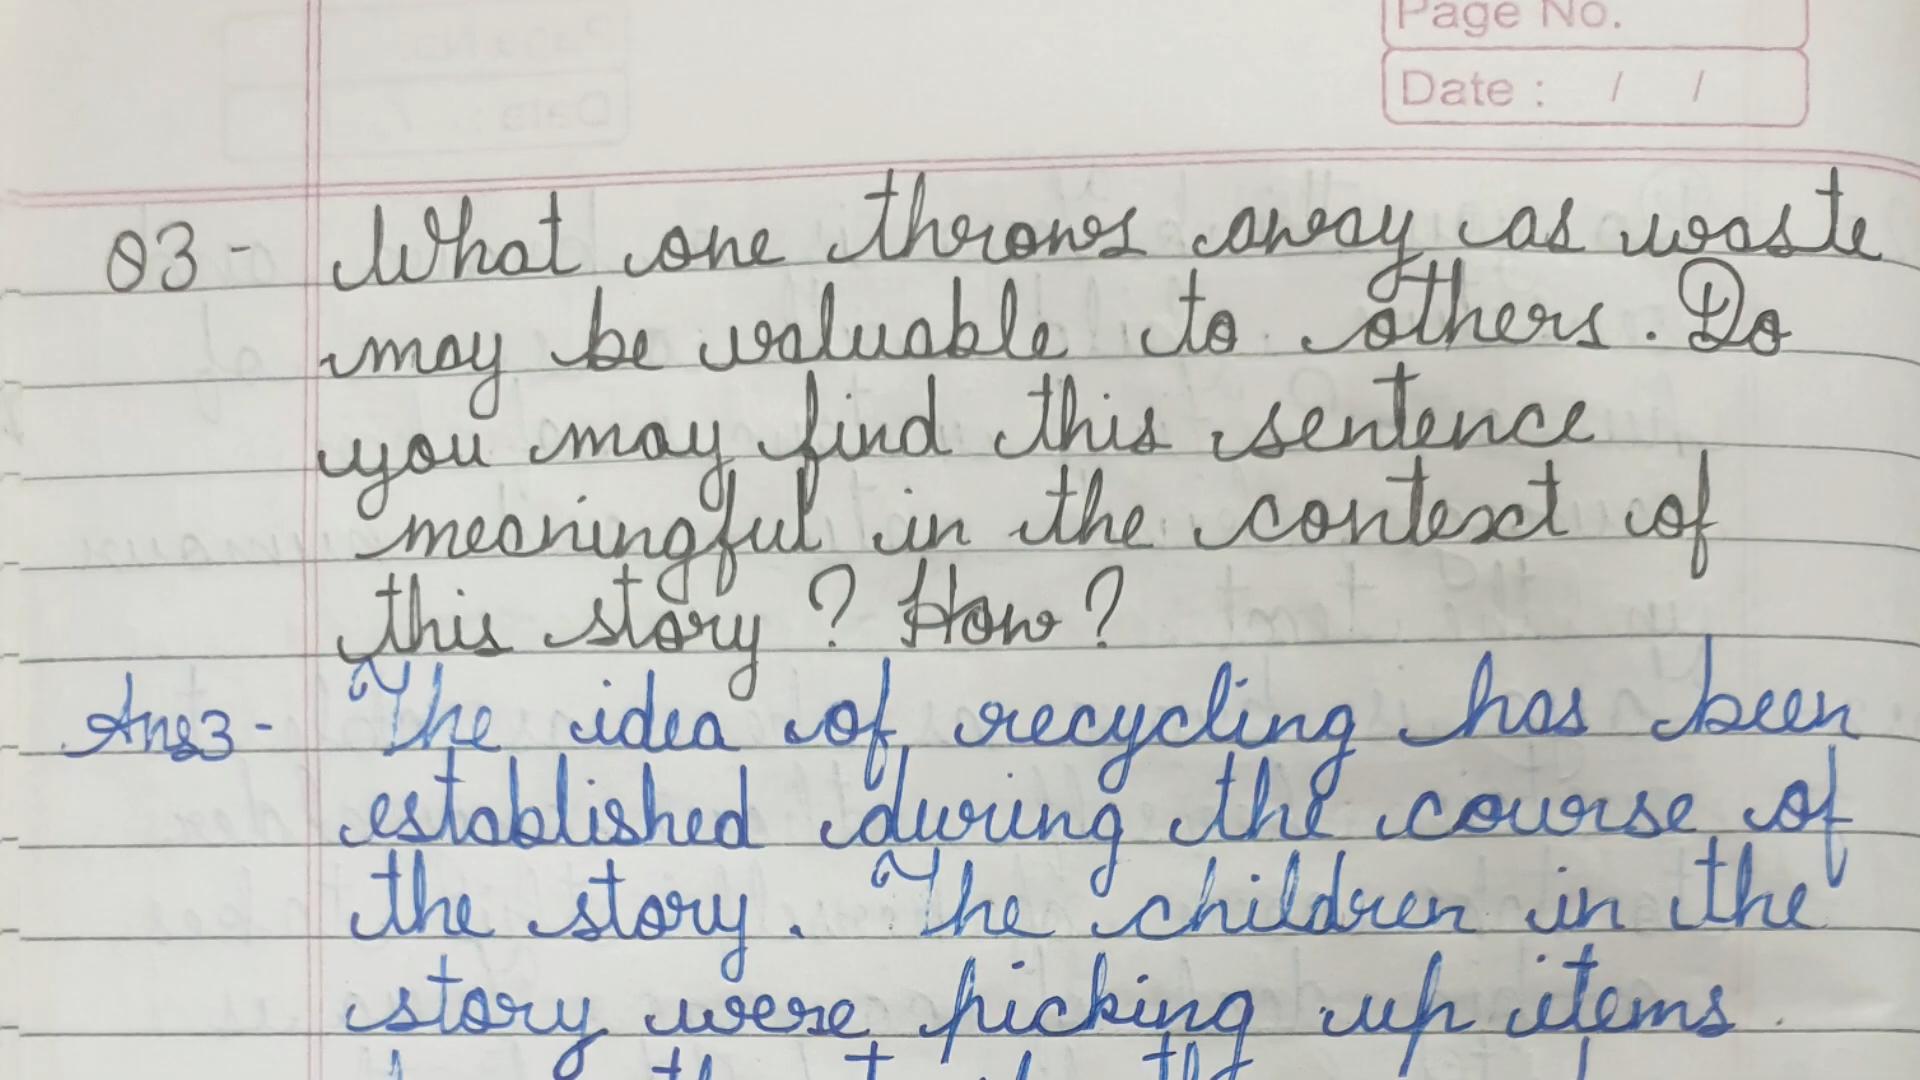 Page No.
Date : / /
Q3 - What one throws away as waste
may be valuable to others. Do
you may find this sentence
meaningful in the context of
this story ? How ?
Ans3 - The idea of recycling has been
established during the course of
the story. The children in the
story were picking up items